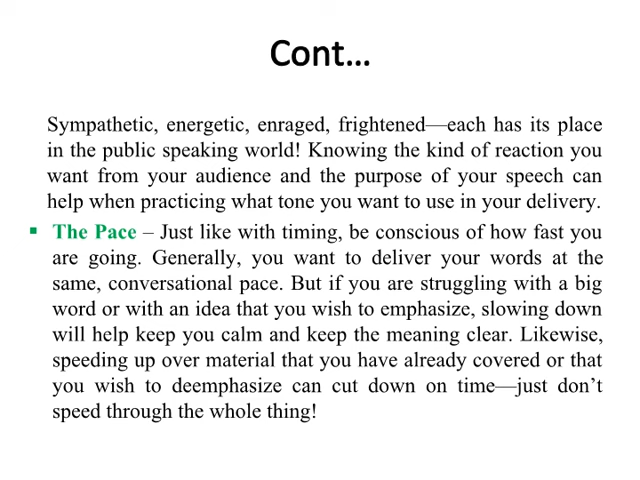 Cont…
Sympathetic, energetic, enraged, frightened—each has its place
in the public speaking world! Knowing the kind of reaction you
want from your audience and the purpose of your speech can
help when practicing what tone you want to use in your delivery.
▪ The Pace – Just like with timing, be conscious of how fast you
are going. Generally, you want to deliver your words at the
same, conversational pace. But if you are struggling with a big
word or with an idea that you wish to emphasize, slowing down
will help keep you calm and keep the meaning clear. Likewise,
speeding up over material that you have already covered or that
you wish to deemphasize can cut down on time—just don’t
speed through the whole thing!